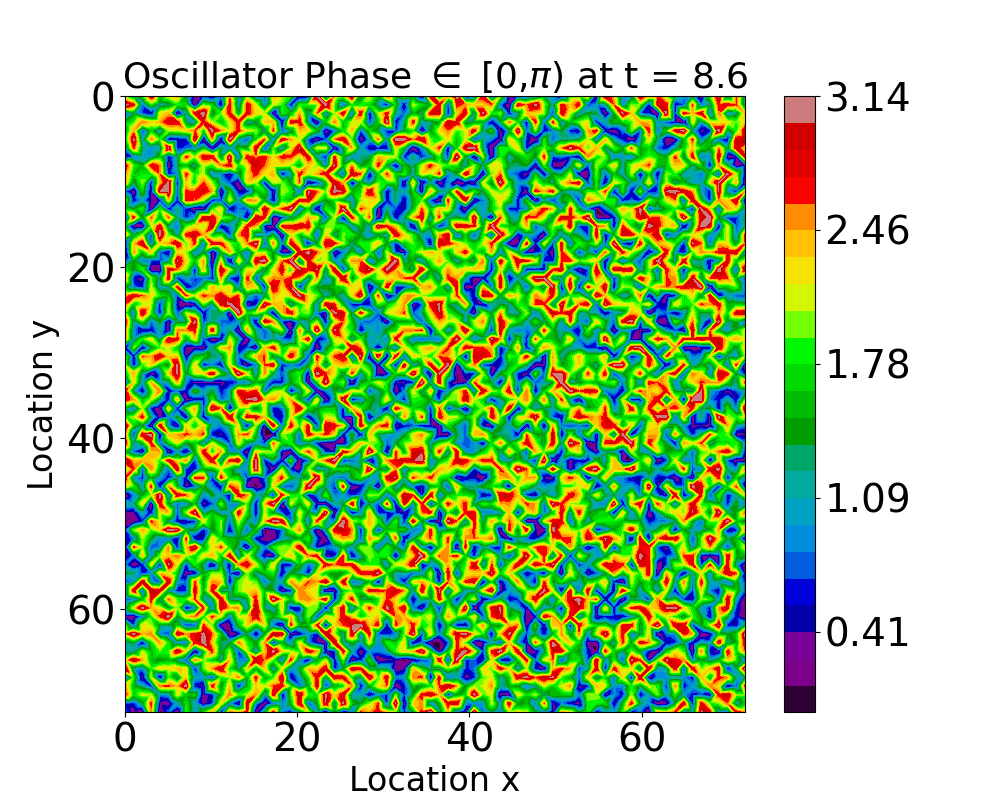 Oscillator Phase ∈ [0,π) at t = 8.6
0
20
40
60
Location y
0 20 40 60
Location x
3.14
2.46
1.78
1.09
0.41